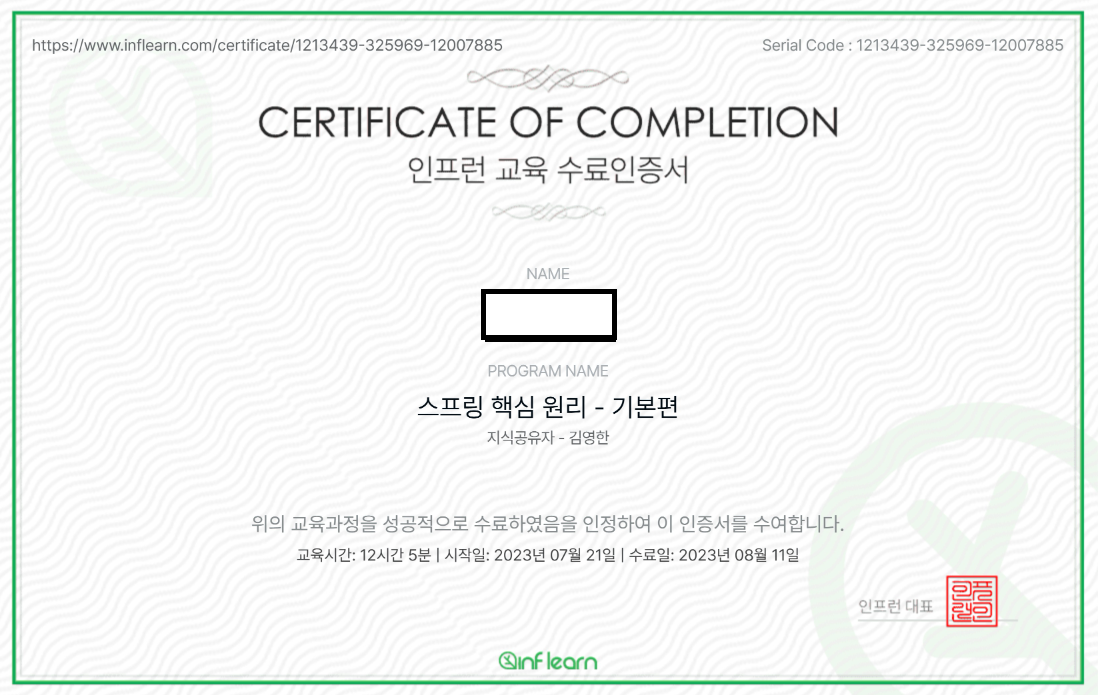 https://www.inflearn.com/certificate/1213439-325969-12007885
Serial Code : 1213439-325969-12007885
CERTIFICATE OF COMPLETION
인프런 교육 수료인증서
NAME
PROGRAM NAME
스프링 핵심 원리 - 기본편
지식공유자 - 김영한
위의 교육과정을 성공적으로 수료하였음을 인정하여 이 인증서를 수여합니다.
교육시간: 12시간 5분 | 시작일: 2023년 07월 21일 | 수료일: 2023년 08월 11일
인프런 대표
inflearn